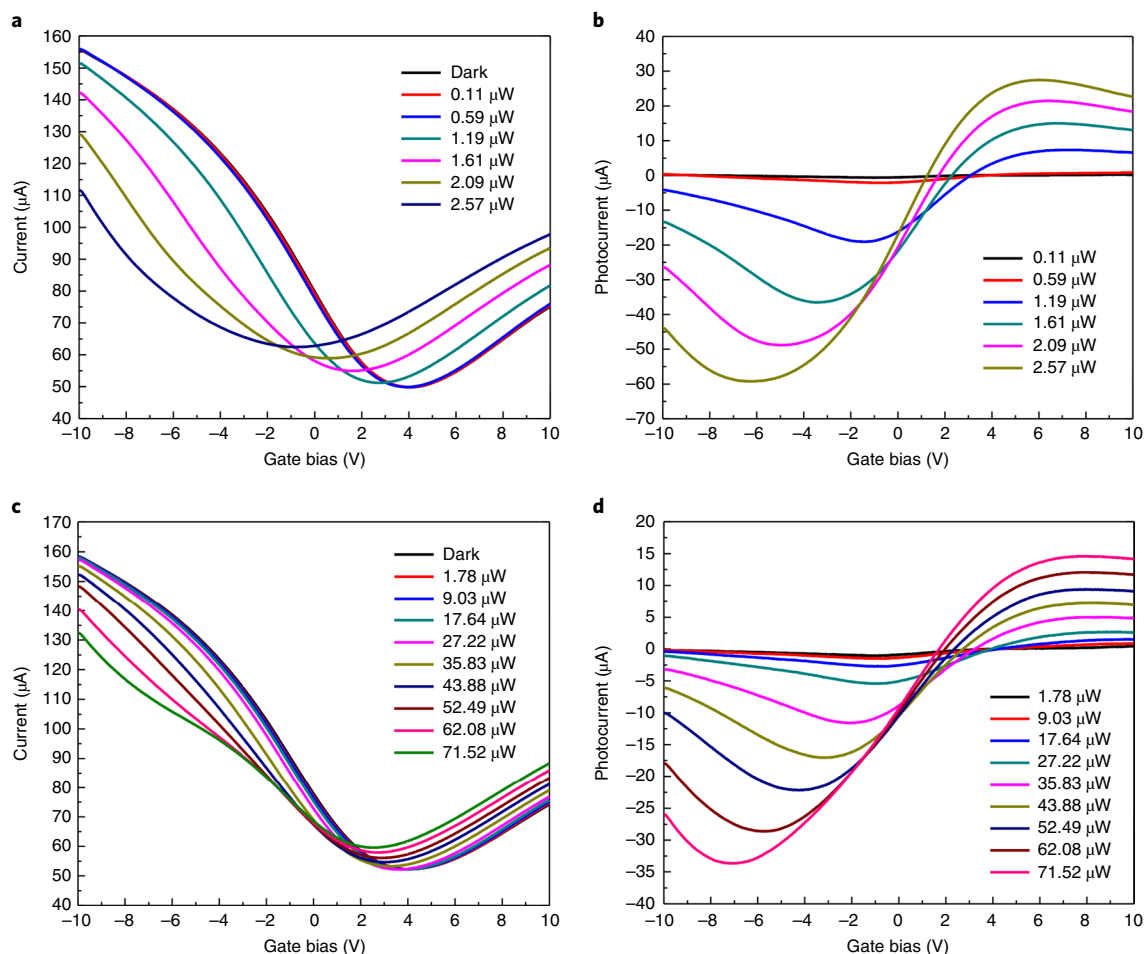 a
160
150
140
130
120
110
100
90
80
70
60
50
40
Current (μA)
Dark
0.11 μW
0.59 μW
1.19 μW
1.61 μW
2.09 μW
2.57 μW
−10 −8 −6 −4 −2 0 2 4 6 8 10
Gate bias (V)
b
40
30
20
10
0
−10
−20
−30
−40
−50
−60
−70
Photocurrent (μA)
0.11 μW
0.59 μW
1.19 μW
1.61 μW
2.09 μW
2.57 μW
−10 −8 −6 −4 −2 0 2 4 6 8 10
Gate bias (V)
c
170
160
150
140
130
120
110
100
90
80
70
60
50
40
Current (μA)
Dark
1.78 μW
9.03 μW
17.64 μW
27.22 μW
35.83 μW
43.88 μW
52.49 μW
62.08 μW
71.52 μW
−10 −8 −6 −4 −2 0 2 4 6 8 10
Gate bias (V)
d
20
15
10
5
0
−5
−10
−15
−20
−25
−30
−35
−40
Photocurrent (μA)
1.78 μW
9.03 μW
17.64 μW
27.22 μW
35.83 μW
43.88 μW
52.49 μW
62.08 μW
71.52 μW
−10 −8 −6 −4 −2 0 2 4 6 8 10
Gate bias (V)